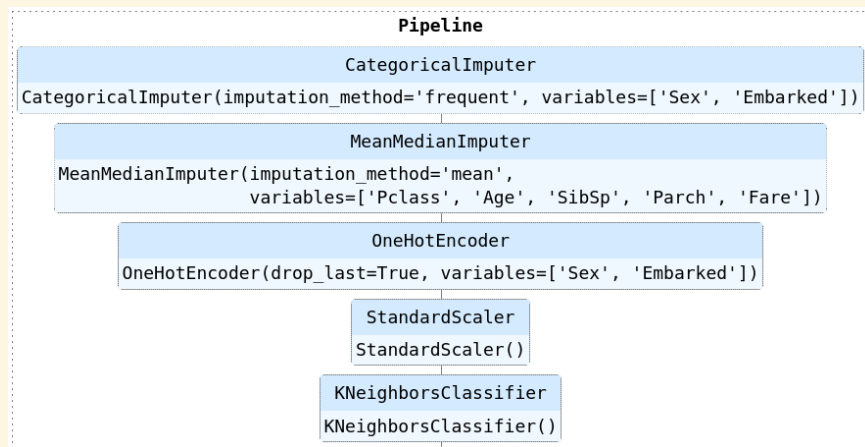 Pipeline
CategoricalImputer
CategoricalImputer(imputation_method='frequent', variables=['Sex', 'Embarked'])
MeanMedianImputer
MeanMedianImputer(imputation_method='mean',
variables=['Pclass', 'Age', 'SibSp', 'Parch', 'Fare'])
OneHotEncoder
OneHotEncoder(drop_last=True, variables=['Sex', 'Embarked'])
StandardScaler
StandardScaler()
KNeighborsClassifier
KNeighborsClassifier()